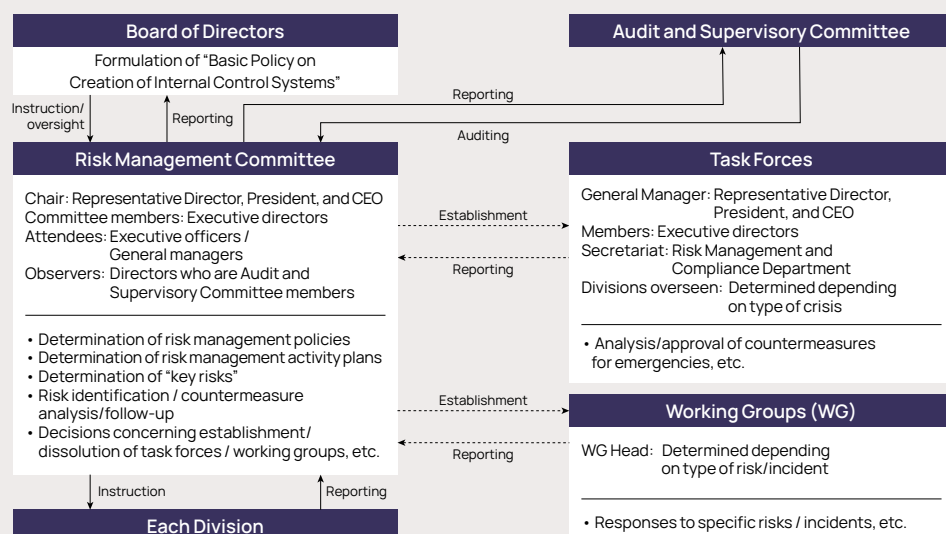 Board of Directors
Formulation of “Basic Policy on
Creation of Internal Control Systems”
Audit and Supervisory Committee
Instruction/
oversight
Reporting
Reporting
Auditing
Risk Management Committee
Chair: Representative Director, President, and CEO
Committee members: Executive directors
Attendees: Executive officers /
General managers
Observers: Directors who are Audit and
Supervisory Committee members
• Determination of risk management policies
• Determination of risk management activity plans
• Determination of “key risks”
• Risk identification / countermeasure
analysis/follow-up
• Decisions concerning establishment/
dissolution of task forces / working groups, etc.
Establishment
Reporting
Task Forces
General Manager: Representative Director,
President, and CEO
Members: Executive directors
Secretariat: Risk Management and
Compliance Department
Divisions overseen: Determined depending
on type of crisis
• Analysis/approval of countermeasures
for emergencies, etc.
Establishment
Reporting
Working Groups (WG)
WG Head: Determined depending
on type of risk/incident
• Responses to specific risks / incidents, etc.
Instruction
Reporting
Each Division